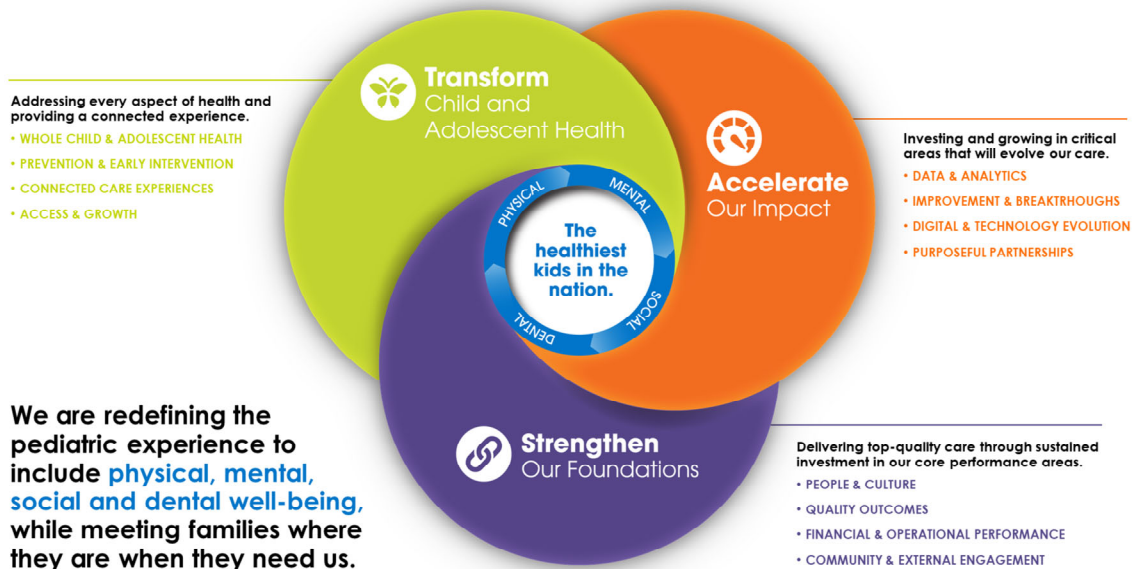 Transform
Child and
Adolescent Health
Addressing every aspect of health and
providing a connected experience.
• WHOLE CHILD & ADOLESCENT HEALTH
• PREVENTION & EARLY INTERVENTION
• CONNECTED CARE EXPERIENCES
• ACCESS & GROWTH
Accelerate
Our Impact
Investing and growing in critical
areas that will evolve our care.
• DATA & ANALYTICS
• IMPROVEMENT & BREAKTRHOUGHS
• DIGITAL & TECHNOLOGY EVOLUTION
• PURPOSEFUL PARTNERSHIPS
PHYSICAL
MENTAL
SOCIAL
DENTAL
The
healthiest
kids in the
nation.
We are redefining the
pediatric experience to
include physical, mental,
social and dental well-being,
while meeting families where
they are when they need us.
Strengthen
Our Foundations
Delivering top-quality care through sustained
investment in our core performance areas.
• PEOPLE & CULTURE
• QUALITY OUTCOMES
• FINANCIAL & OPERATIONAL PERFORMANCE
• COMMUNITY & EXTERNAL ENGAGEMENT